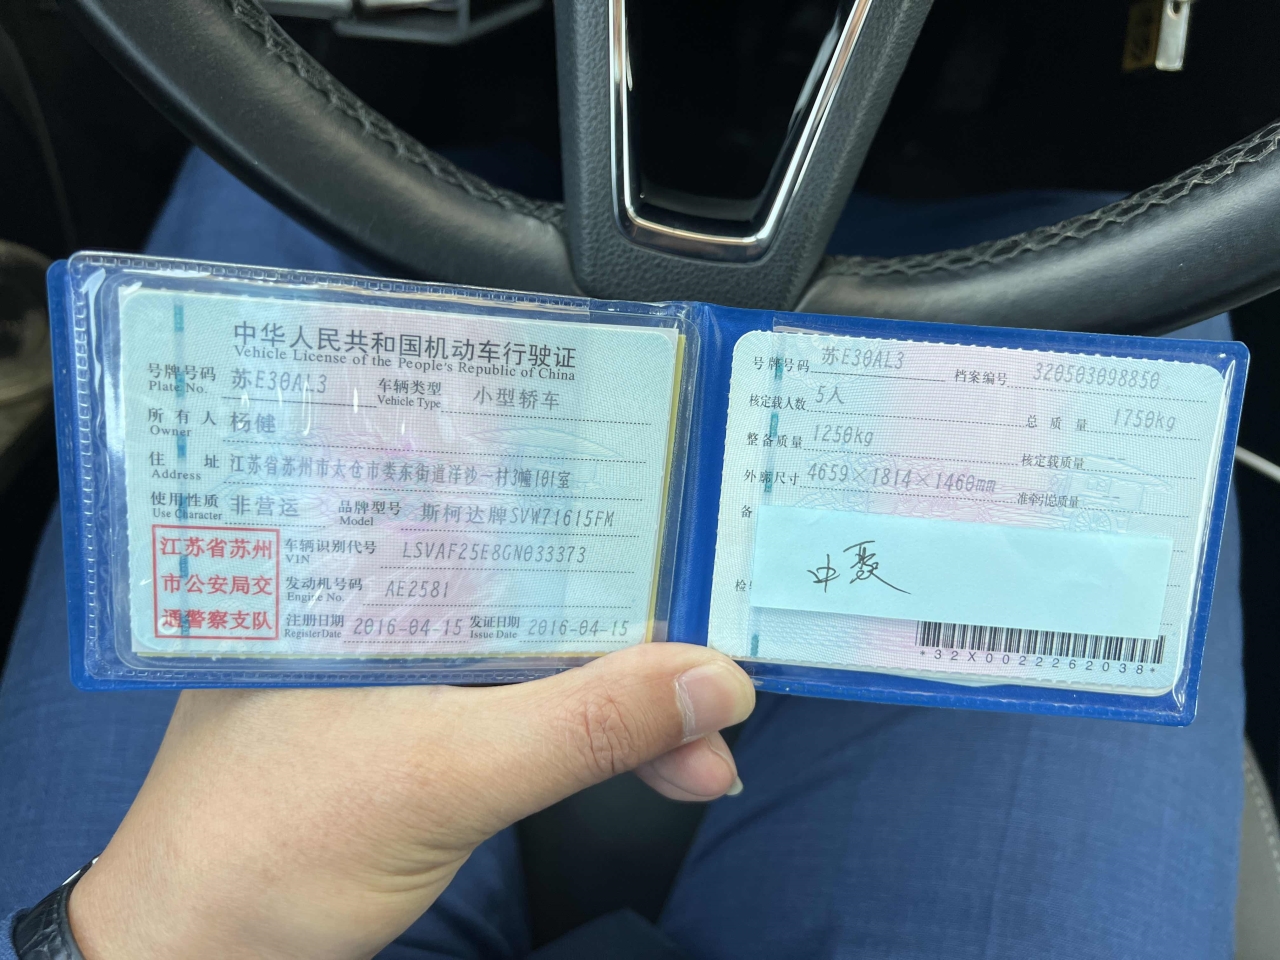 中华人民共和国机动车行驶证
Vehicle License of the People's Republic of China
号牌号码 苏E30AL3 车辆类型 小型轿车
Plate No. Vehicle Type
所有人 杨健
Owner
住址 江苏省苏州市太仓市娄东街道洋沙一村3幢101室
Address
使用性质 非营运 品牌型号 斯柯达牌SVW71615FM
Use Character Model
江苏省苏州
市公安局交
通警察支队
车辆识别代号 LSVAF25E8GN033373
VIN
发动机号码 AE2581
Engine No.
注册日期 2016-04-15 发证日期 2016-04-15
Register Date Issue Date
号牌号码 苏E30AL3 档案编号 320503098850
核定载人数 5人 总质量 1750kg
整备质量 1250kg 核定载质量 --
外廓尺寸 4659×1814×1460mm 准牵引总质量 --
备
检
*32X0022262038*